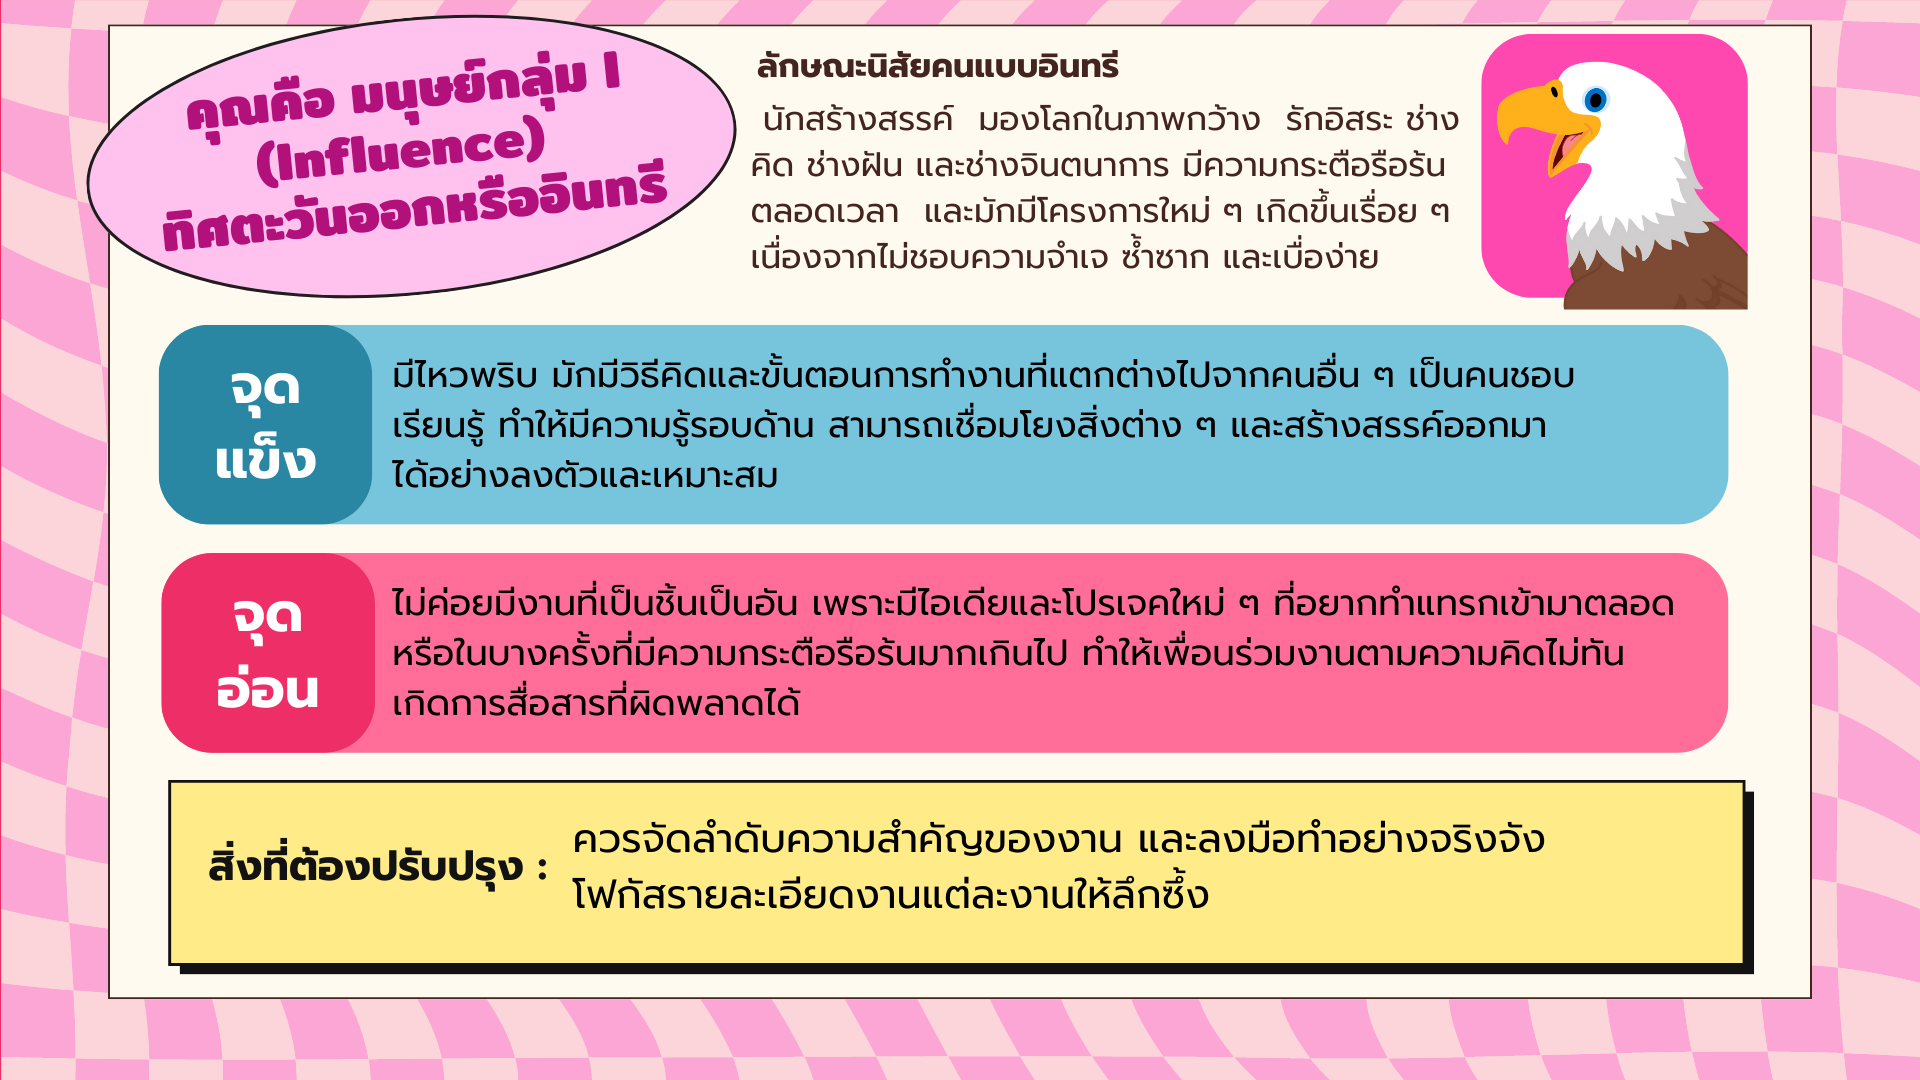 คุณคือ มนุษย์กลุ่ม I
(Influence)
ทิศตะวันออกหรืออินทรี
ลักษณะนิสัยคนแบบอินทรี
นักสร้างสรรค์ มองโลกในภาพกว้าง รักอิสระ ช่าง
คิด ช่างฝัน และช่างจินตนาการ มีความกระตือรือร้น
ตลอดเวลา และมักมีโครงการใหม่ ๆ เกิดขึ้นเรื่อย ๆ
เนื่องจากไม่ชอบความจำเจ ซ้ำซาก และเบื่อง่าย
จุด
แข็ง
มีไหวพริบ มักมีวิธีคิดและขั้นตอนการทำงานที่แตกต่างไปจากคนอื่น ๆ เป็นคนชอบ
เรียนรู้ ทำให้มีความรู้รอบด้าน สามารถเชื่อมโยงสิ่งต่าง ๆ และสร้างสรรค์ออกมา
ได้อย่างลงตัวและเหมาะสม
จุด
อ่อน
ไม่ค่อยมีงานที่เป็นชิ้นเป็นอัน เพราะมีไอเดียและโปรเจคใหม่ ๆ ที่อยากทำแทรกเข้ามาตลอด
หรือในบางครั้งที่มีความกระตือรือร้นมากเกินไป ทำให้เพื่อนร่วมงานตามความคิดไม่ทัน
เกิดการสื่อสารที่ผิดพลาดได้
สิ่งที่ต้องปรับปรุง :
ควรจัดลำดับความสำคัญของงาน และลงมือทำอย่างจริงจัง
โฟกัสรายละเอียดงานแต่ละงานให้ลึกซึ้ง